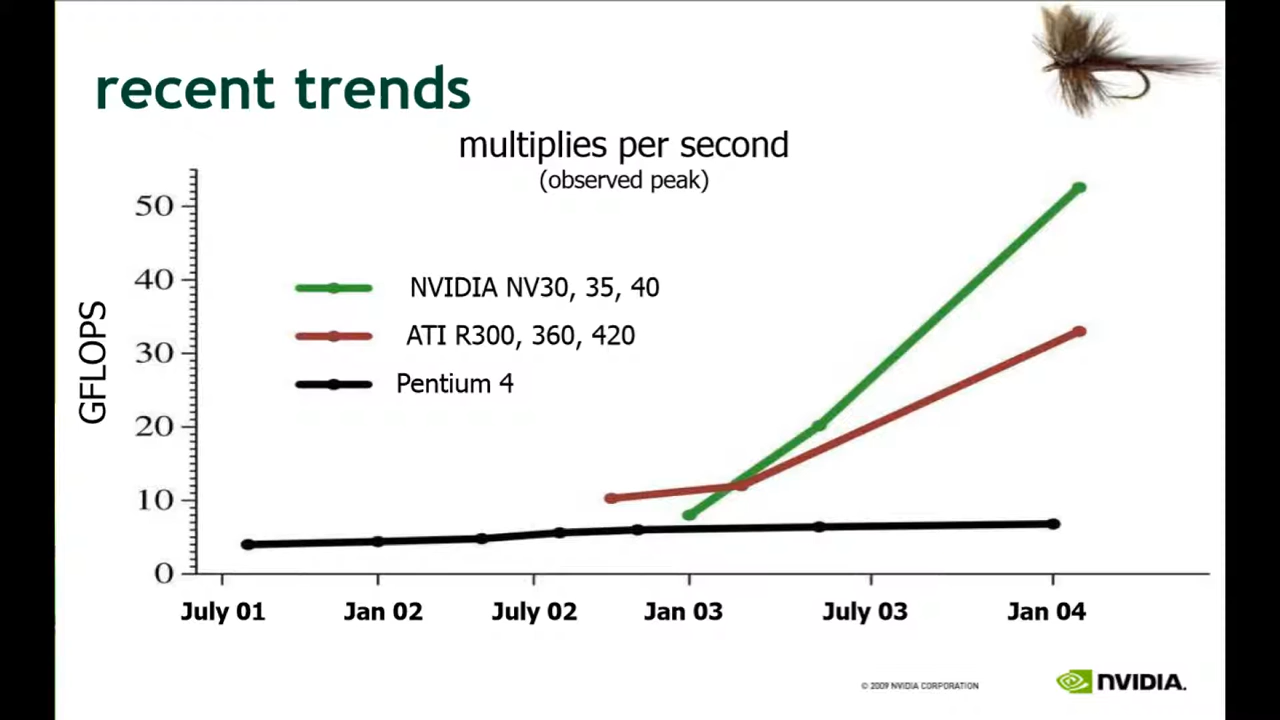 recent trends
multiplies per second
(observed peak)
50
40
30
20
10
0
GFLOPS
NVIDIA NV30, 35, 40
ATI R300, 360, 420
Pentium 4
July 01 Jan 02 July 02 Jan 03 July 03 Jan 04
© 2009 NVIDIA CORPORATION
NVIDIA.